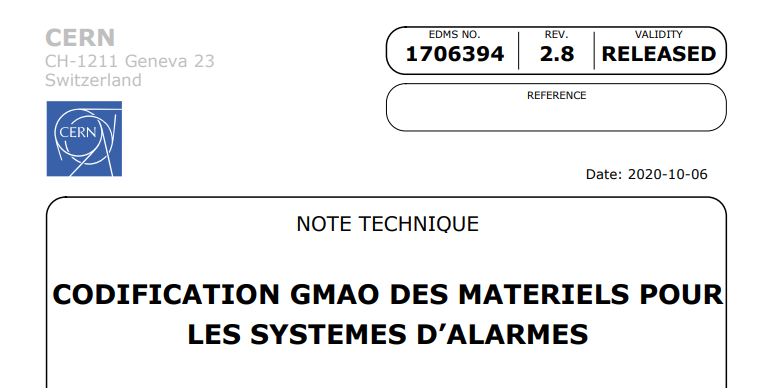 CERN
CH-1211 Geneva 23
Switzerland
CERN
EDMS NO. REV. VALIDITY
1706394 2.8 RELEASED
REFERENCE
Date: 2020-10-06
NOTE TECHNIQUE
CODIFICATION GMAO DES MATERIELS POUR
LES SYSTEMES D’ALARMES